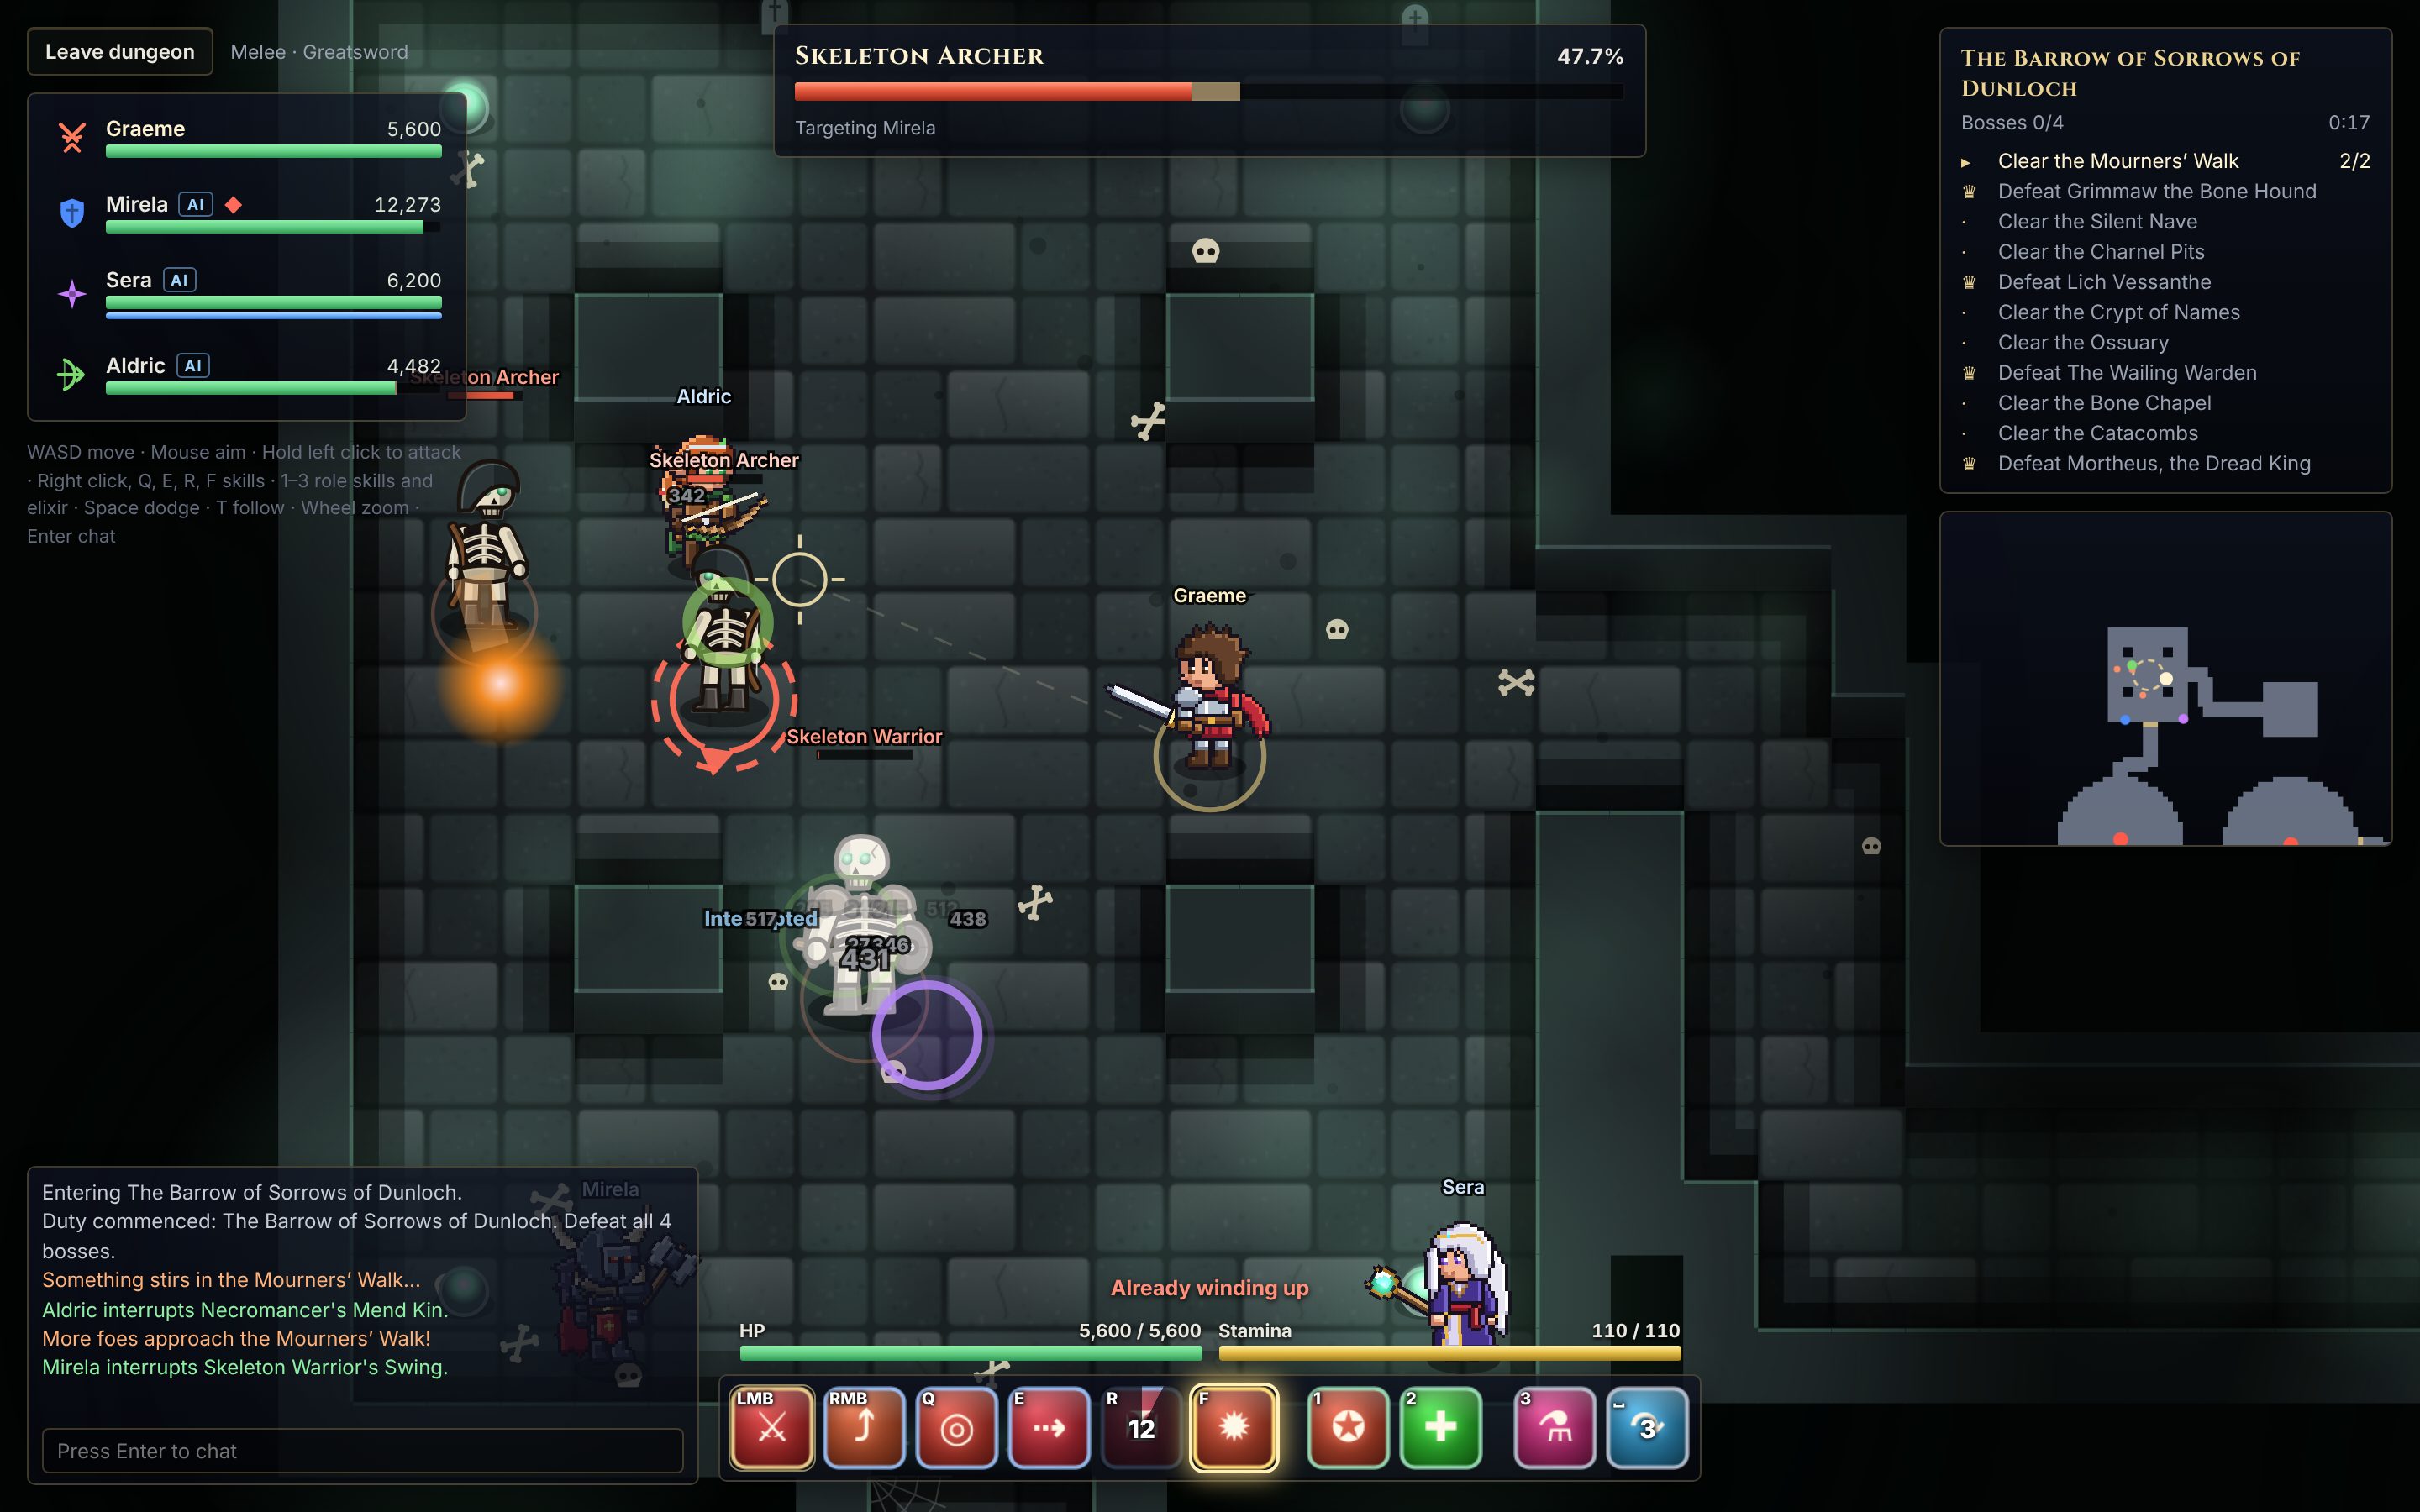 Leave dungeon
Melee · Greatsword
Graeme 5,600
Mirela AI 12,273
Sera AI 6,200
Aldric AI 4,482
WASD move · Mouse aim · Hold left click to attack
· Right click, Q, E, R, F skills · 1–3 role skills and
elixir · Space dodge · T follow · Wheel zoom ·
Enter chat
SKELETON ARCHER 47.7%
Targeting Mirela
THE BARROW OF SORROWS OF
DUNLOCH
Bosses 0/4 0:17
Clear the Mourners’ Walk 2/2
Defeat Grimmaw the Bone Hound
Clear the Silent Nave
Clear the Charnel Pits
Defeat Lich Vessanthe
Clear the Crypt of Names
Clear the Ossuary
Defeat The Wailing Warden
Clear the Bone Chapel
Clear the Catacombs
Defeat Mortheus, the Dread King
Skeleton Archer
Aldric
Skeleton Archer
342
Graeme
Skeleton Warrior
517
438
431
Mirela
Sera
Entering The Barrow of Sorrows of Dunloch.
Duty commenced: The Barrow of Sorrows of Dunloch. Defeat all 4
bosses.
Something stirs in the Mourners’ Walk...
Aldric interrupts Necromancer's Mend Kin.
More foes approach the Mourners’ Walk!
Mirela interrupts Skeleton Warrior's Swing.
Press Enter to chat
Already winding up
HP 5,600 / 5,600 Stamina 110 / 110
LMB RMB Q E R 12 F 1 2 3 3